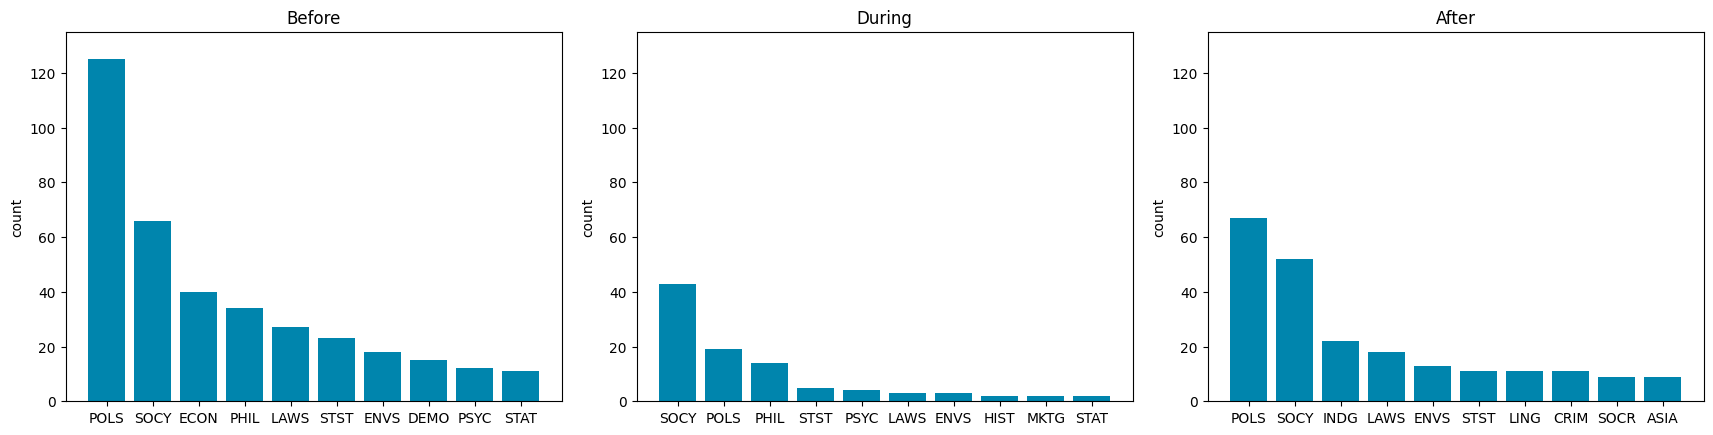 Before
count
120
100
80
60
40
20
0
POLS SOCY ECON PHIL LAWS STST ENVS DEMO PSYC STAT
During
count
120
100
80
60
40
20
0
SOCY POLS PHIL STST PSYC LAWS ENVS HIST MKTG STAT
After
count
120
100
80
60
40
20
0
POLS SOCY INDG LAWS ENVS STST LING CRIM SOCR ASIA